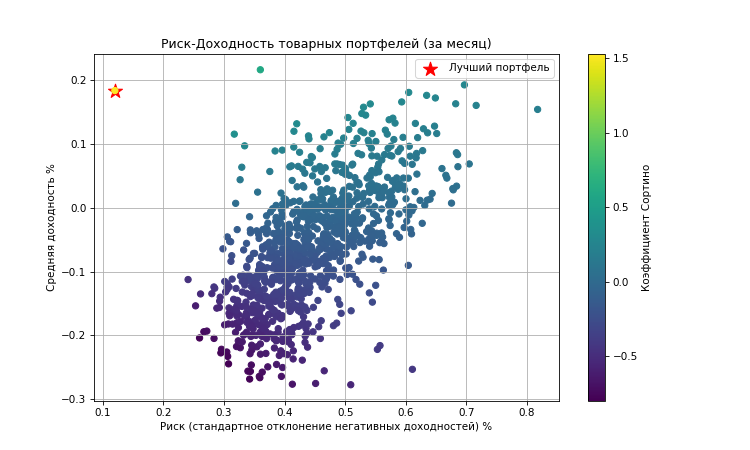 Риск-Доходность товарных портфелей (за месяц)
Лучший портфель
Средняя доходность %
0.2
0.1
0.0
−0.1
−0.2
−0.3
0.1 0.2 0.3 0.4 0.5 0.6 0.7 0.8
Риск (стандартное отклонение негативных доходностей) %
1.5
1.0
0.5
0.0
−0.5
Коэффициент Сортино